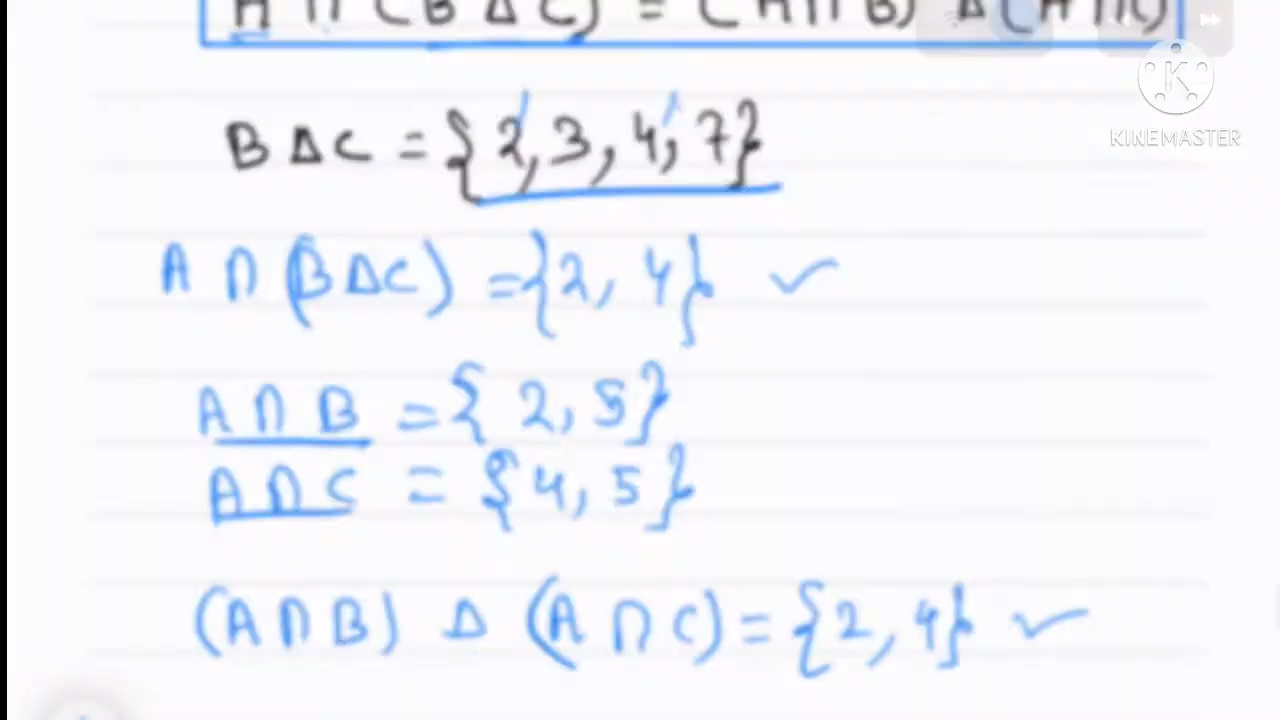 A ∩ (B Δ C) = (A ∩ B) Δ (A ∩ C)
K
KINEMASTER
B Δ C = {2, 3, 4, 7}
A ∩ (B Δ C) = {2, 4} ✓
A ∩ B = {2, 5}
A ∩ C = {4, 5}
(A ∩ B) Δ (A ∩ C) = {2, 4} ✓